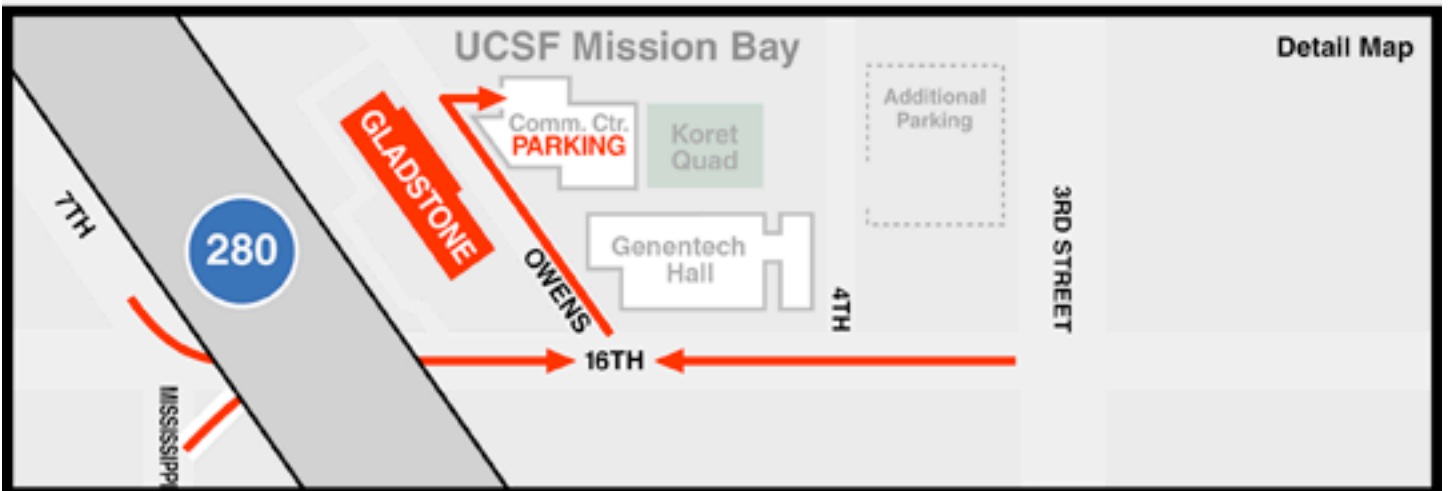 UCSF Mission Bay
Detail Map
GLADSTONE
Comm. Ctr.
PARKING
Koret
Quad
Additional
Parking
7TH
280
OWENS
Genentech
Hall
4TH
3RD STREET
16TH
MISSISSIPPI